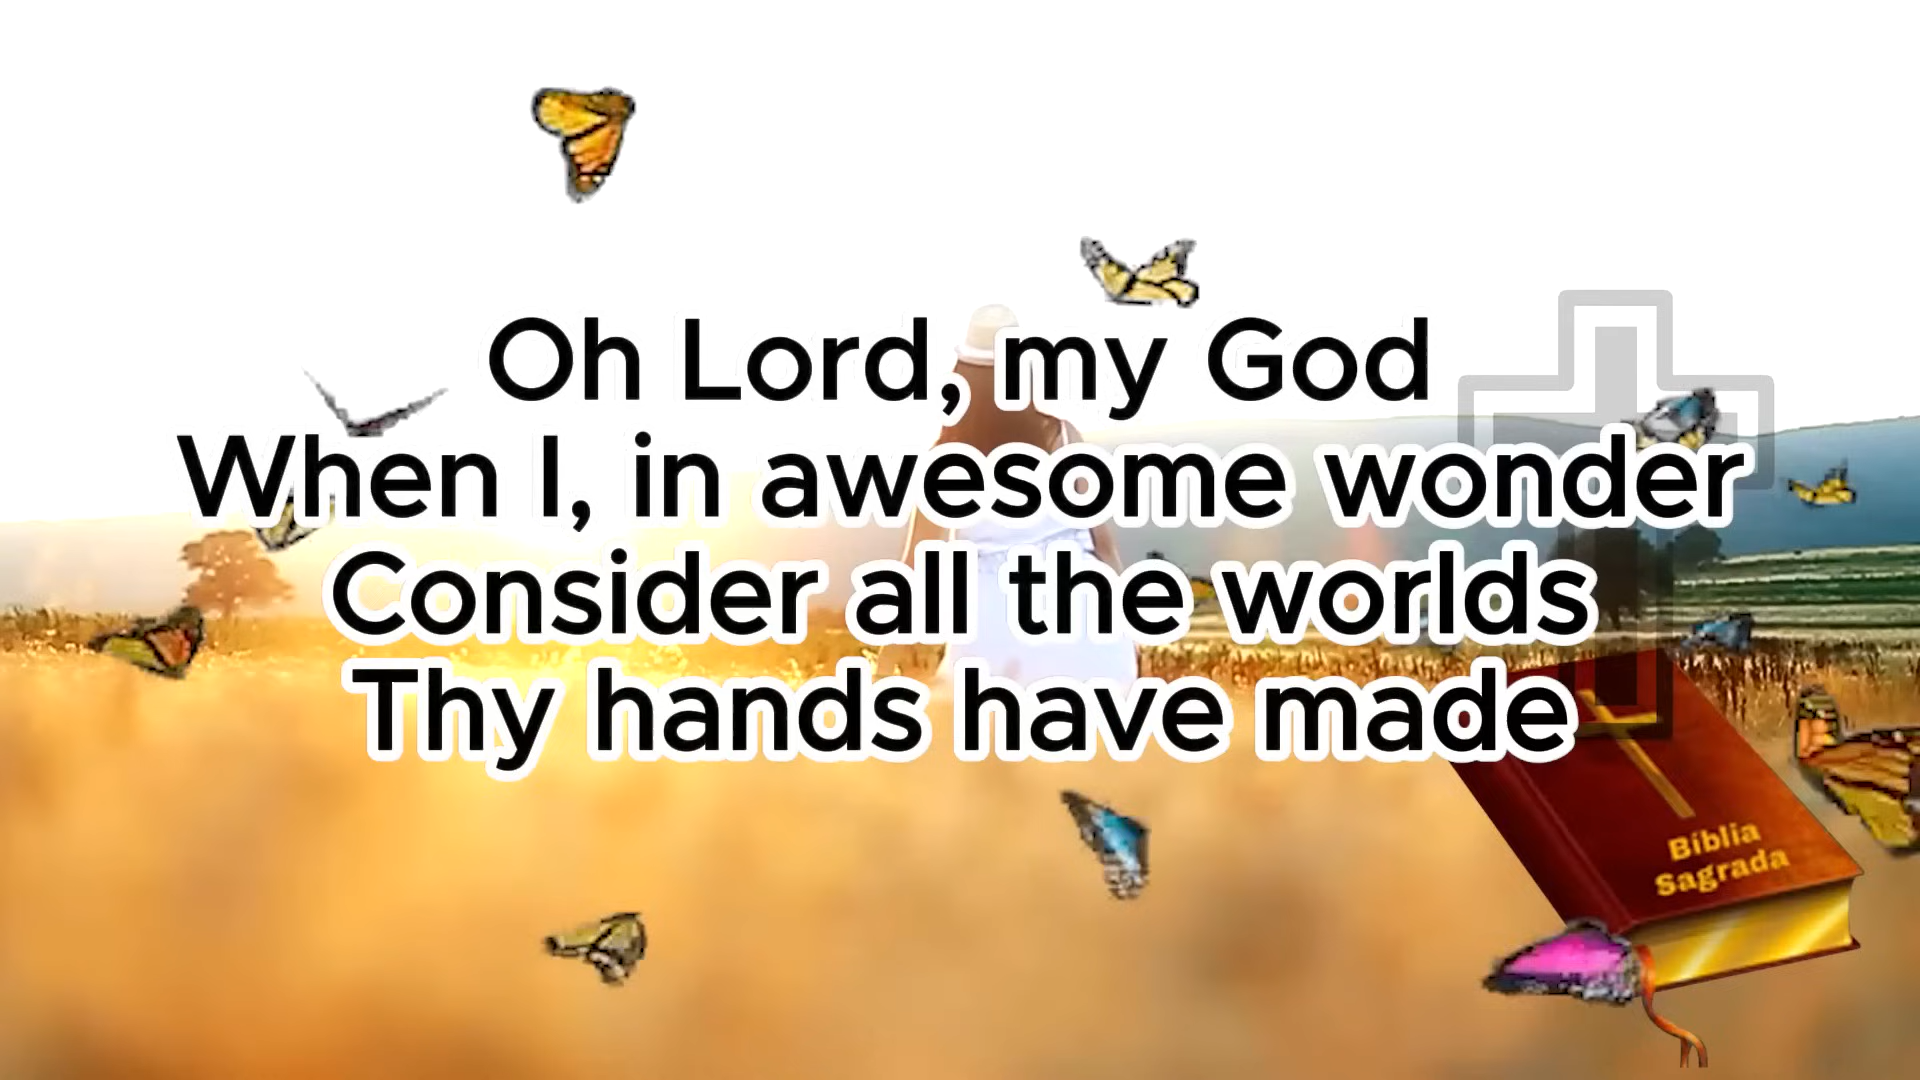 Oh Lord, my God
When I, in awesome wonder
Consider all the worlds
Thy hands have made
Bíblia
Sagrada